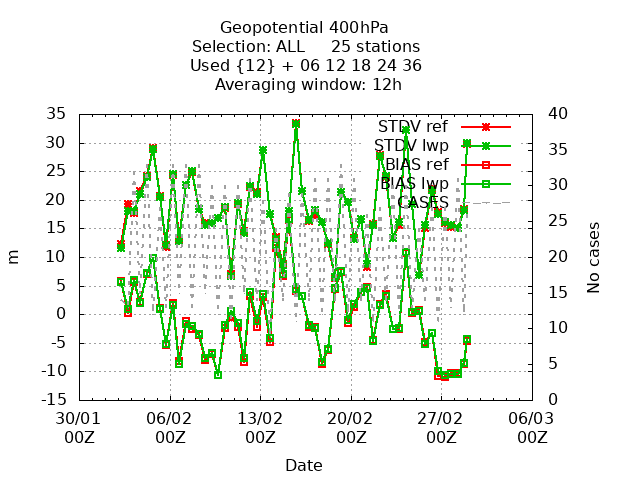 Geopotential 400hPa
Selection: ALL 25 stations
Used {12} + 06 12 18 24 36
Averaging window: 12h
35 40
30 35
25 30
20 25
15 20
10 15
5 10
0 5
-5 0
-10
-15
m
No cases
STDV ref
STDV lwp
BIAS ref
BIAS lwp
CASES
30/01 06/02 13/02 20/02 27/02 06/03
00Z 00Z 00Z 00Z 00Z 00Z
Date